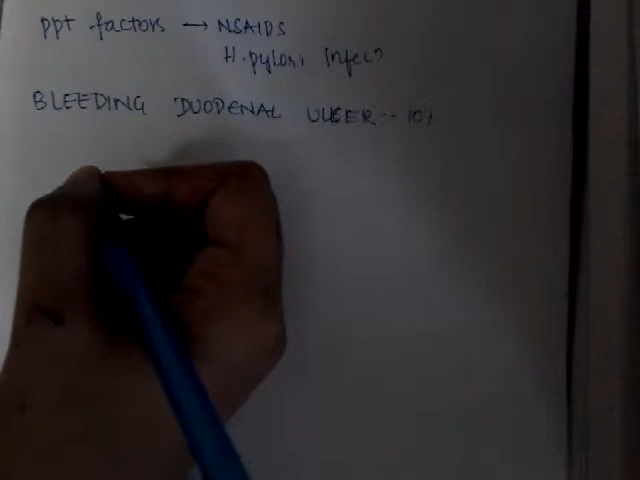 ppt factors → NSAIDS
H. pylori Infecⁿ
BLEEDING DUODENAL ULCER :- 10%